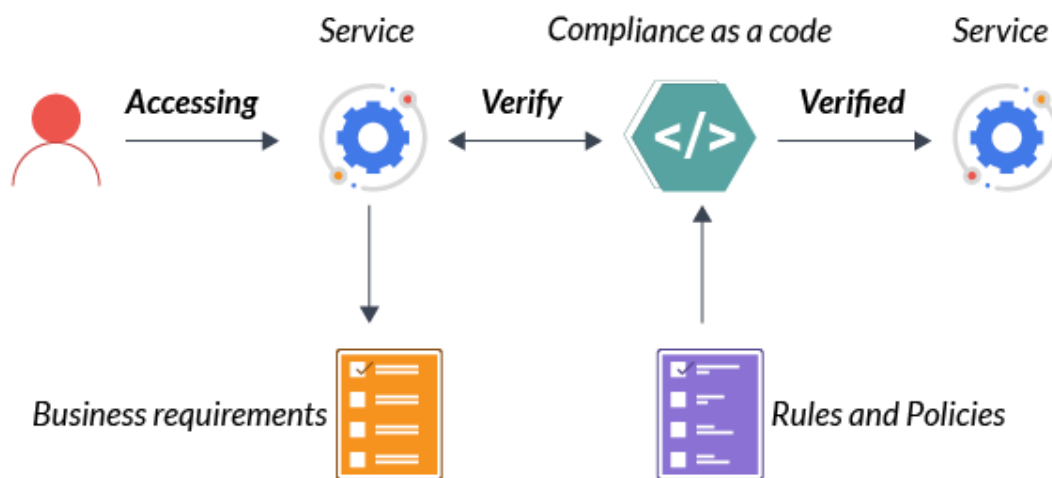 Service
Compliance as a code
Service
Accessing
Verify
</>
Verified
Business requirements
Rules and Policies